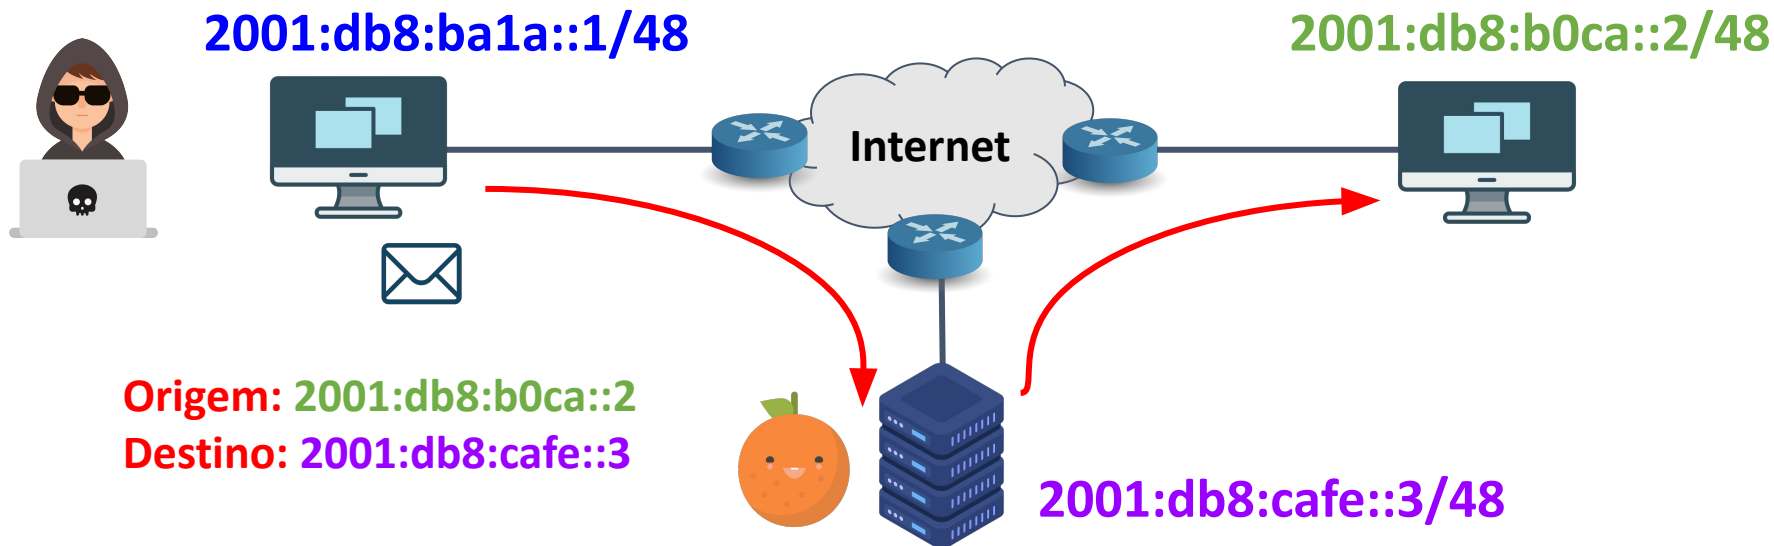 2001:db8:ba1a::1/48
2001:db8:b0ca::2/48
Internet
Origem: 2001:db8:b0ca::2
Destino: 2001:db8:cafe::3
2001:db8:cafe::3/48